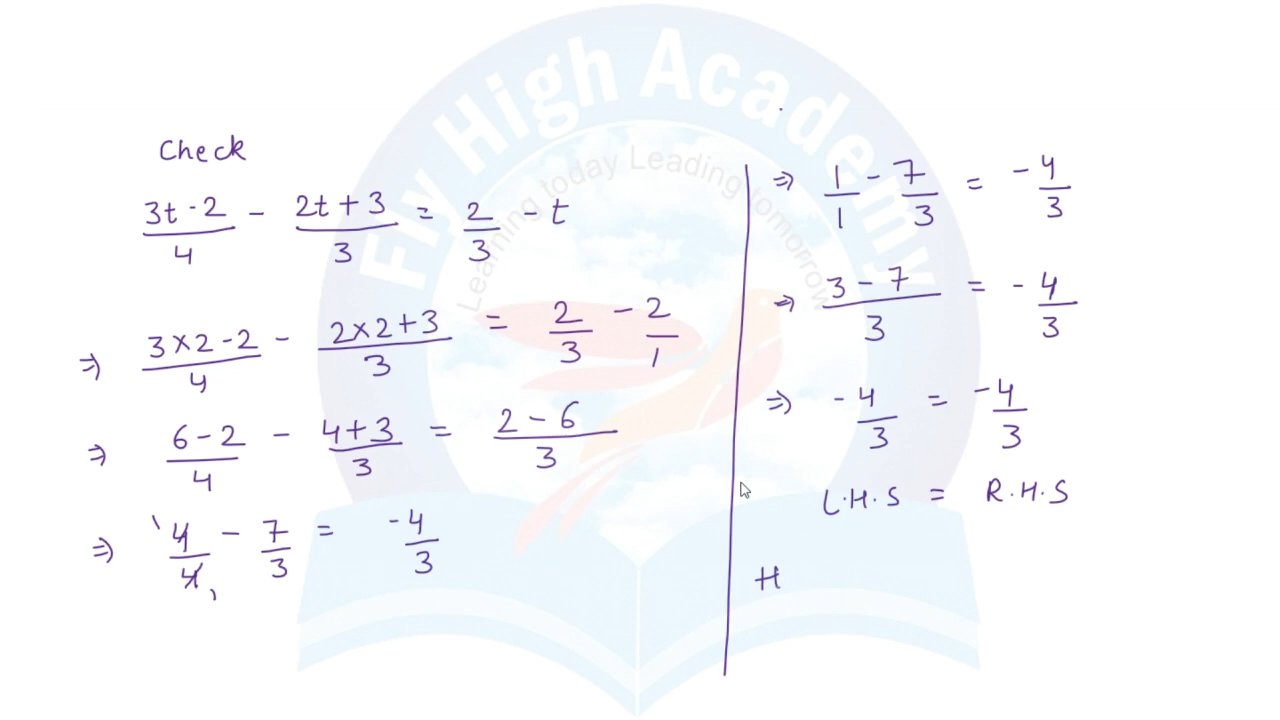 Fly High Academy
Learning today Leading tomorrow
Check
(3t - 2)/4 - (2t + 3)/3 = 2/3 - t
⇒ (3 × 2 - 2)/4 - (2 × 2 + 3)/3 = 2/3 - 2/1
⇒ (6 - 2)/4 - (4 + 3)/3 = (2 - 6)/3
⇒ 1 4/4 1 - 7/3 = -4/3
⇒ 1/1 - 7/3 = -4/3
⇒ (3 - 7)/3 = -4/3
⇒ -4/3 = -4/3
L.H.S = R.H.S
H